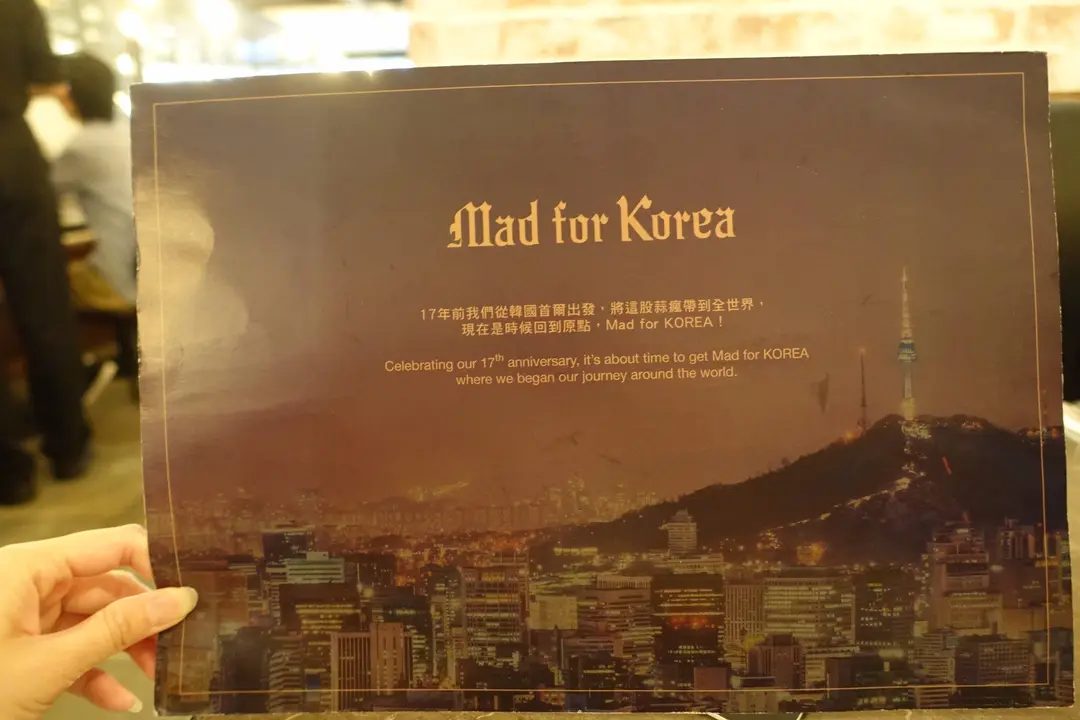 Mad for Korea
17年前我們從韓國首爾出發，將這股蒜瘋帶到全世界，
現在是時候回到原點，Mad for KOREA！
Celebrating our 17th anniversary, it's about time to get Mad for KOREA
where we began our journey around the world.